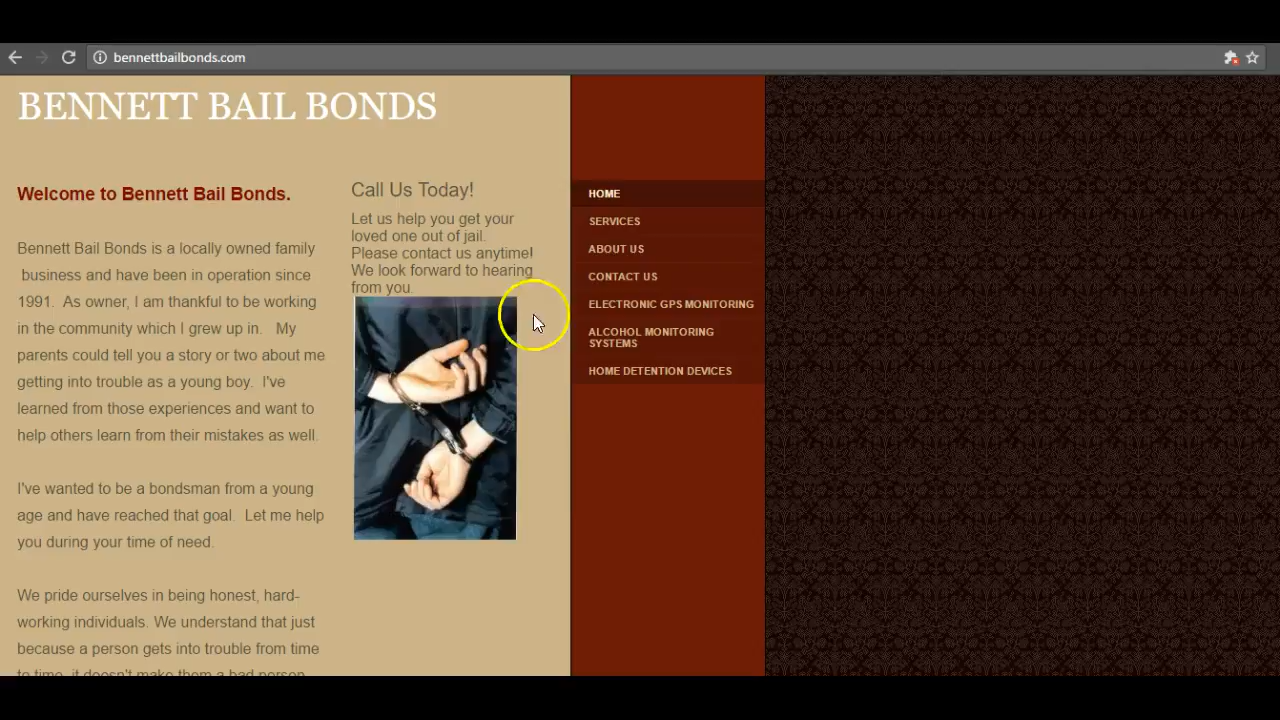 bennettbailbonds.com
BENNETT BAIL BONDS
Welcome to Bennett Bail Bonds.
Bennett Bail Bonds is a locally owned family
business and have been in operation since
1991. As owner, I am thankful to be working
in the community which I grew up in. My
parents could tell you a story or two about me
getting into trouble as a young boy. I've
learned from those experiences and want to
help others learn from their mistakes as well.
I've wanted to be a bondsman from a young
age and have reached that goal. Let me help
you during your time of need.
We pride ourselves in being honest, hard-
working individuals. We understand that just
because a person gets into trouble from time
to time, it doesn't make them a bad person.
Call Us Today!
Let us help you get your
loved one out of jail.
Please contact us anytime!
We look forward to hearing
from you.
HOME
SERVICES
ABOUT US
CONTACT US
ELECTRONIC GPS MONITORING
ALCOHOL MONITORING
SYSTEMS
HOME DETENTION DEVICES